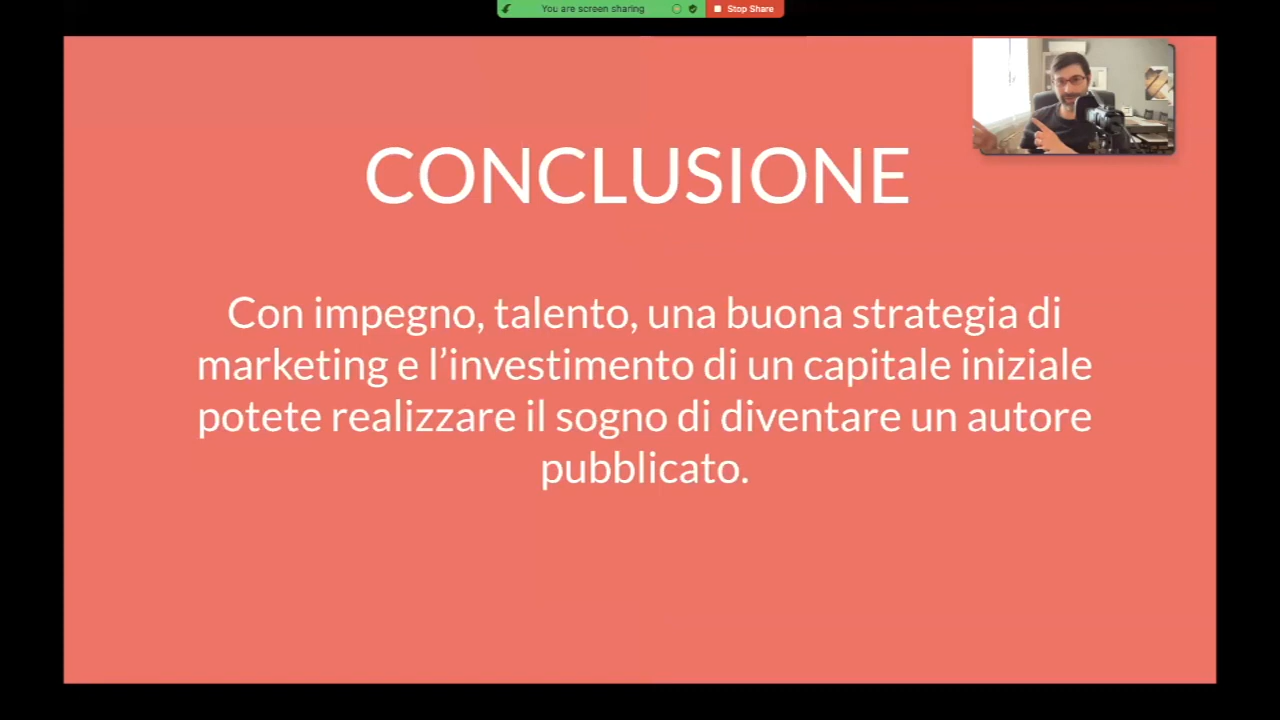 You are screen sharing
Stop Share
CONCLUSIONE
Con impegno, talento, una buona strategia di
marketing e l’investimento di un capitale iniziale
potete realizzare il sogno di diventare un autore
pubblicato.